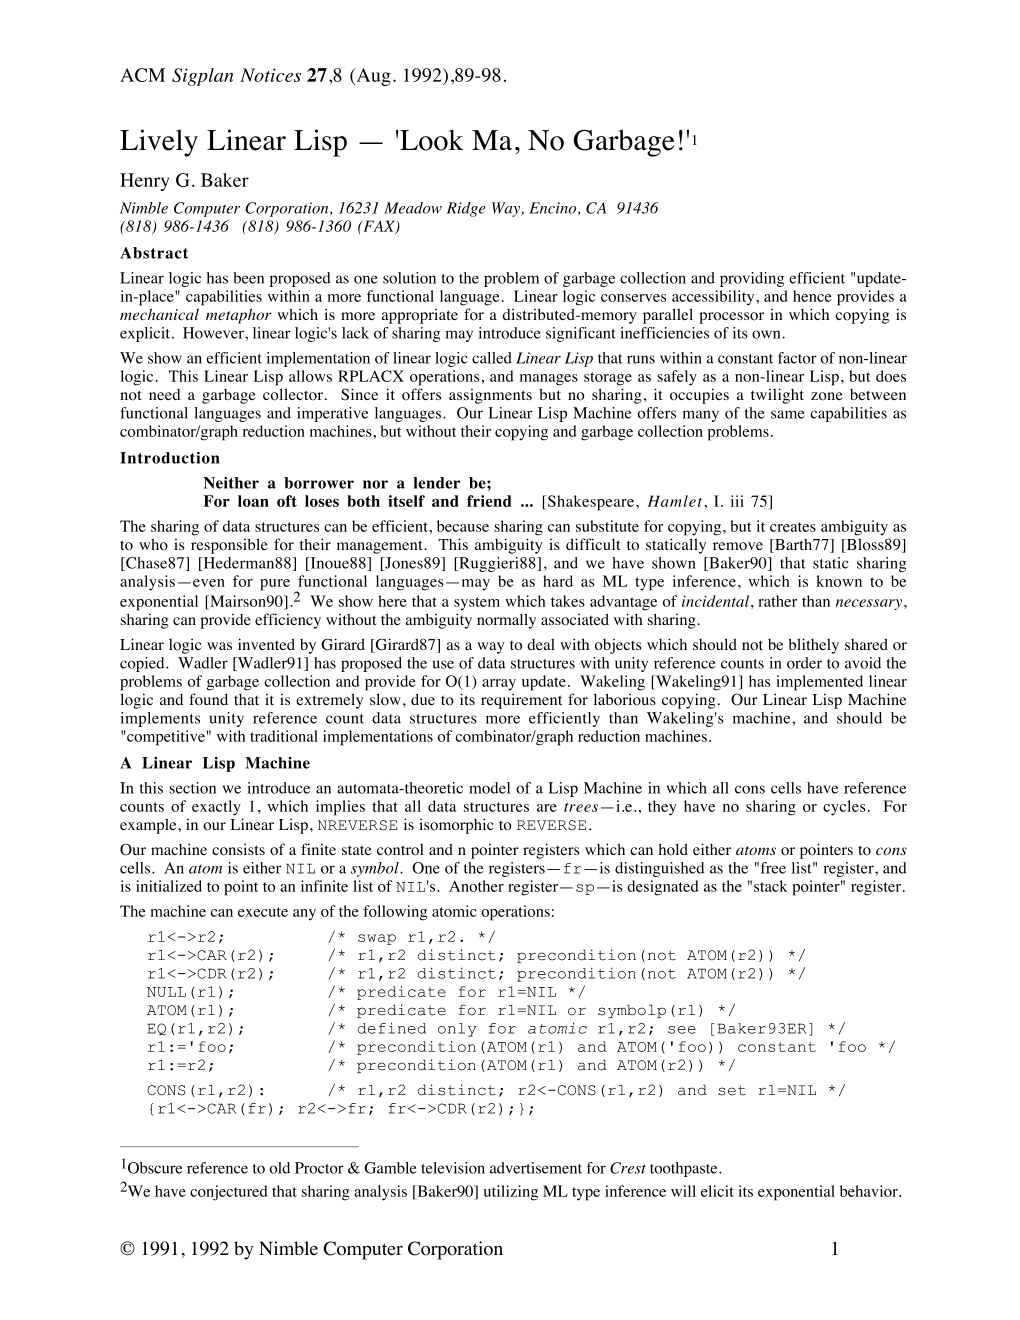 ACM Sigplan Notices 27,8 (Aug. 1992),89-98.
Lively Linear Lisp — 'Look Ma, No Garbage!'1
Henry G. Baker
Nimble Computer Corporation, 16231 Meadow Ridge Way, Encino, CA 91436
(818) 986-1436 (818) 986-1360 (FAX)
Abstract
Linear logic has been proposed as one solution to the problem of garbage collection and providing efficient "update-
in-place" capabilities within a more functional language. Linear logic conserves accessibility, and hence provides a
mechanical metaphor which is more appropriate for a distributed-memory parallel processor in which copying is
explicit. However, linear logic's lack of sharing may introduce significant inefficiencies of its own.
We show an efficient implementation of linear logic called Linear Lisp that runs within a constant factor of non-linear
logic. This Linear Lisp allows RPLACX operations, and manages storage as safely as a non-linear Lisp, but does
not need a garbage collector. Since it offers assignments but no sharing, it occupies a twilight zone between
functional languages and imperative languages. Our Linear Lisp Machine offers many of the same capabilities as
combinator/graph reduction machines, but without their copying and garbage collection problems.
Introduction
Neither a borrower nor a lender be;
For loan oft loses both itself and friend ... [Shakespeare, Hamlet, I. iii 75]
The sharing of data structures can be efficient, because sharing can substitute for copying, but it creates ambiguity as
to who is responsible for their management. This ambiguity is difficult to statically remove [Barth77] [Bloss89]
[Chase87] [Hederman88] [Inoue88] [Jones89] [Ruggieri88], and we have shown [Baker90] that static sharing
analysis—even for pure functional languages—may be as hard as ML type inference, which is known to be
exponential [Mairson90].2 We show here that a system which takes advantage of incidental, rather than necessary,
sharing can provide efficiency without the ambiguity normally associated with sharing.
Linear logic was invented by Girard [Girard87] as a way to deal with objects which should not be blithely shared or
copied. Wadler [Wadler91] has proposed the use of data structures with unity reference counts in order to avoid the
problems of garbage collection and provide for O(1) array update. Wakeling [Wakeling91] has implemented linear
logic and found that it is extremely slow, due to its requirement for laborious copying. Our Linear Lisp Machine
implements unity reference count data structures more efficiently than Wakeling's machine, and should be
"competitive" with traditional implementations of combinator/graph reduction machines.
A Linear Lisp Machine
In this section we introduce an automata-theoretic model of a Lisp Machine in which all cons cells have reference
counts of exactly 1, which implies that all data structures are trees—i.e., they have no sharing or cycles. For
example, in our Linear Lisp, NREVERSE is isomorphic to REVERSE.
Our machine consists of a finite state control and n pointer registers which can hold either atoms or pointers to cons
cells. An atom is either NIL or a symbol. One of the registers—fr—is distinguished as the "free list" register, and
is initialized to point to an infinite list of NIL's. Another register—sp—is designated as the "stack pointer" register.
The machine can execute any of the following atomic operations:
r1<->r2; /* swap r1,r2. */
r1<->CAR(r2); /* r1,r2 distinct; precondition(not ATOM(r2)) */
r1<->CDR(r2); /* r1,r2 distinct; precondition(not ATOM(r2)) */
NULL(r1); /* predicate for r1=NIL */
ATOM(r1); /* predicate for r1=NIL or symbolp(r1) */
EQ(r1,r2); /* defined only for atomic r1,r2; see [Baker93ER] */
r1:='foo; /* precondition(ATOM(r1) and ATOM('foo)) constant 'foo */
r1:=r2; /* precondition(ATOM(r1) and ATOM(r2)) */
CONS(r1,r2): /* r1,r2 distinct; r2<-CONS(r1,r2) and set r1=NIL */
{r1<->CAR(fr); r2<->fr; fr<->CDR(r2);};
1Obscure reference to old Proctor & Gamble television advertisement for Crest toothpaste.
2We have conjectured that sharing analysis [Baker90] utilizing ML type inference will elicit its exponential behavior.
© 1991, 1992 by Nimble Computer Corporation 1